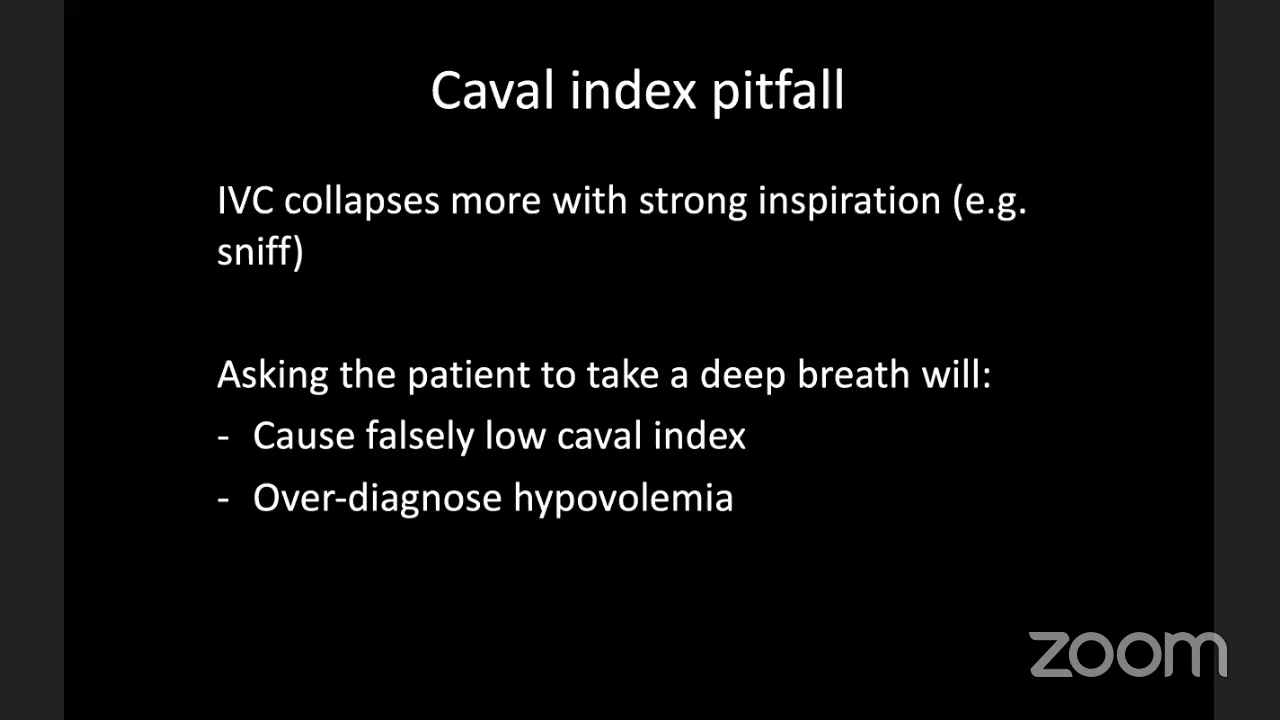 Caval index pitfall
IVC collapses more with strong inspiration (e.g.
sniff)
Asking the patient to take a deep breath will:
- Cause falsely low caval index
- Over-diagnose hypovolemia
zoom